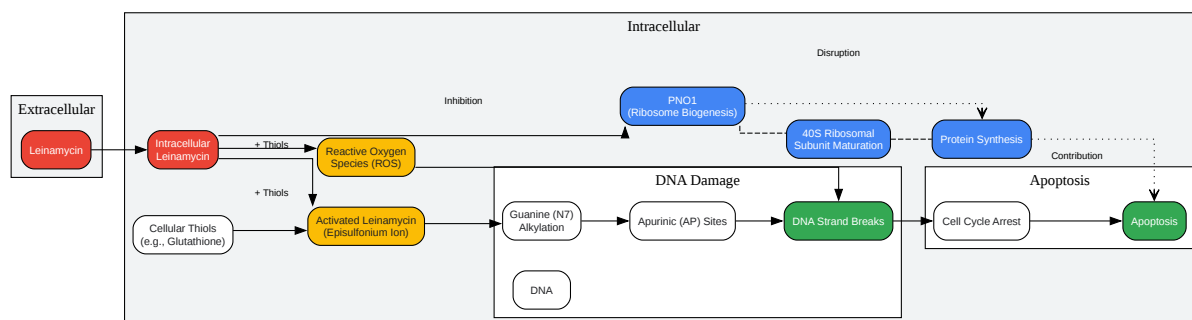 Intracellular
Disruption
Extracellular
Inhibition
PNO1
(Ribosome Biogenesis)
Leinamycin
Intracellular
Leinamycin
+ Thiols
Reactive Oxygen
Species (ROS)
40S Ribosomal
Subunit Maturation
Protein Synthesis
Contribution
+ Thiols
DNA Damage
Apoptosis
Cellular Thiols
(e.g., Glutathione)
Activated Leinamycin
(Episulfonium Ion)
Guanine (N7)
Alkylation
Apurinic (AP) Sites
DNA Strand Breaks
Cell Cycle Arrest
Apoptosis
DNA